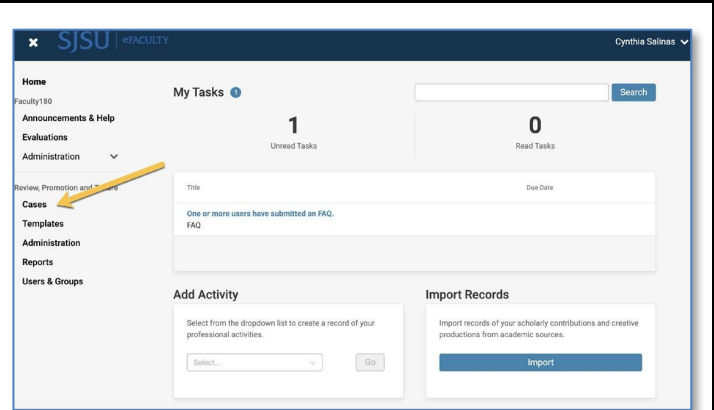 SJSU eFACULTY
Cynthia Salinas
Home
Faculty180
Announcements & Help
Evaluations
Administration
Review, Promotion and Tenure
Cases
Templates
Administration
Reports
Users & Groups
My Tasks 1
Search
1
Unread Tasks
0
Read Tasks
Title Due Date
One or more users have submitted an FAQ.
FAQ
Add Activity
Select from the dropdown list to create a record of your
professional activities.
Select... Go
Import Records
Import records of your scholarly contributions and creative
productions from academic sources.
Import